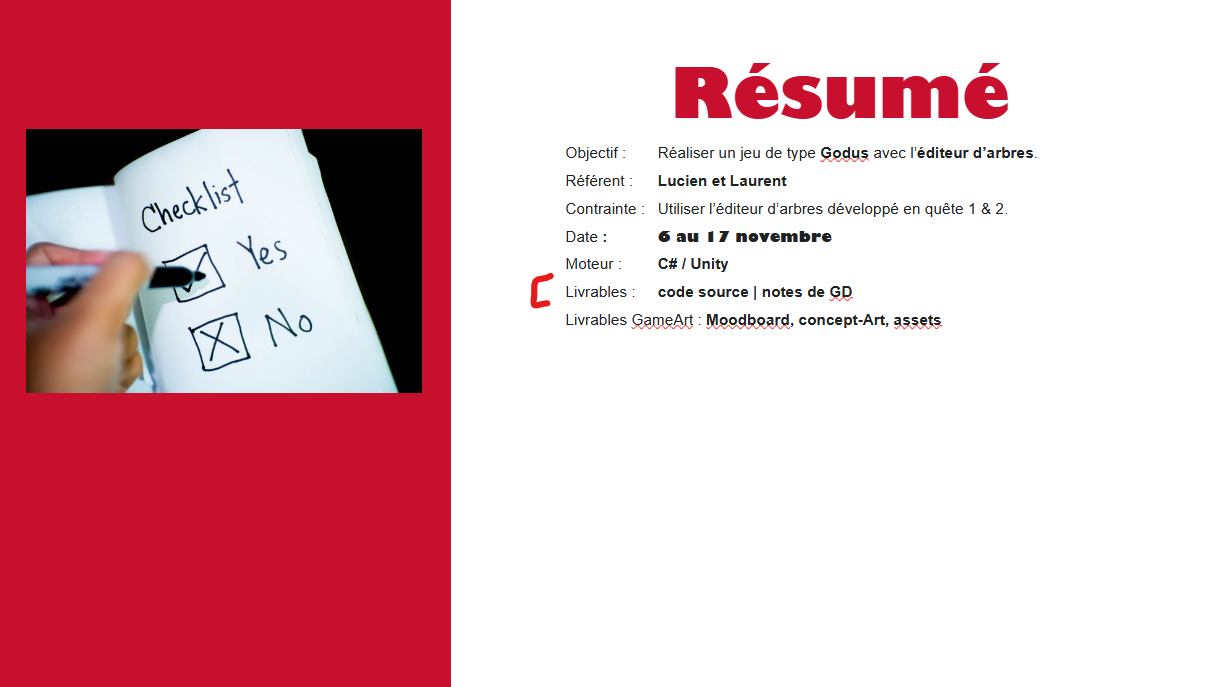 Checklist
Yes
No
Résumé
Objectif : Réaliser un jeu de type Godus avec l’éditeur d’arbres.
Référent : Lucien et Laurent
Contrainte : Utiliser l’éditeur d’arbres développé en quête 1 & 2.
Date : 6 au 17 novembre
Moteur : C# / Unity
Livrables : code source | notes de GD
Livrables GameArt : Moodboard, concept-Art, assets